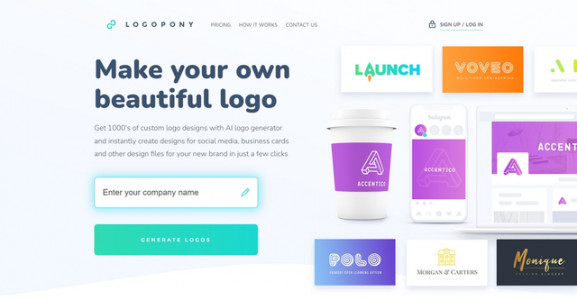 LOGOPONY
PRICING HOW IT WORKS CONTACT US
SIGN UP / LOG IN
Make your own
beautiful logo
Get 1000's of custom logo designs with AI logo generator
and instantly create designs for social media, business cards
and other design files for your new brand in just a few clicks
Enter your company name
GENERATE LOGOS
LAUNCH
VOVEO
ACCENTICO
Instagram
ACCENTICO
ACCENT
POLO
MORGAN & CARTERS
Monique